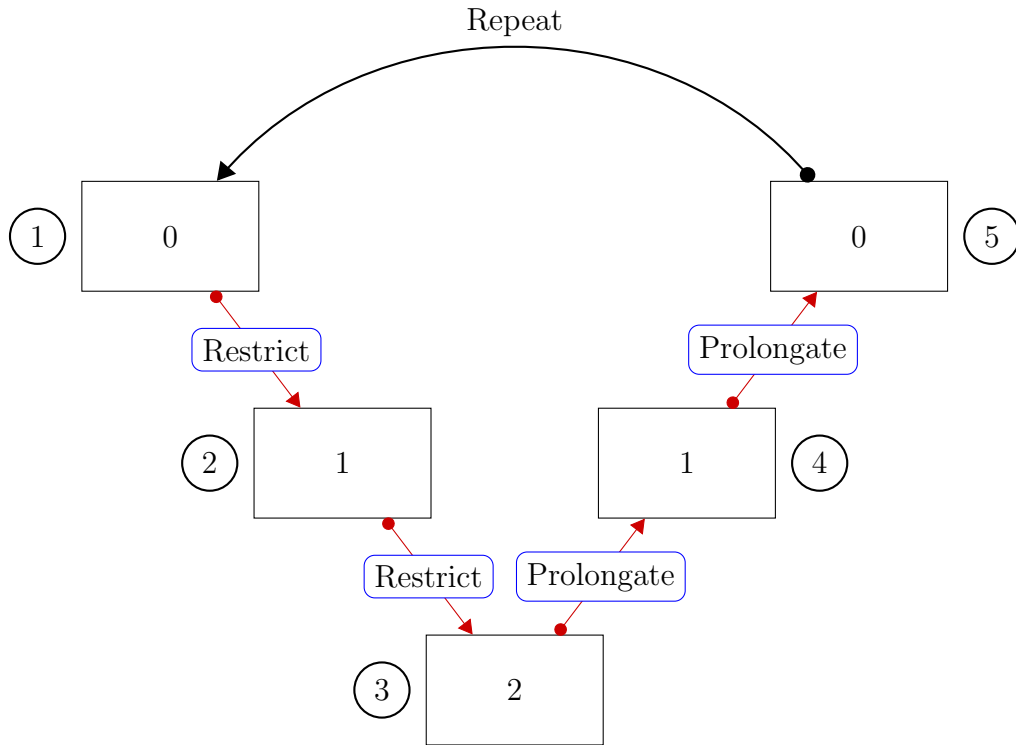 Repeat
1 0 0 5
Restrict Prolongate
2 1 1 4
Restrict Prolongate
3 2